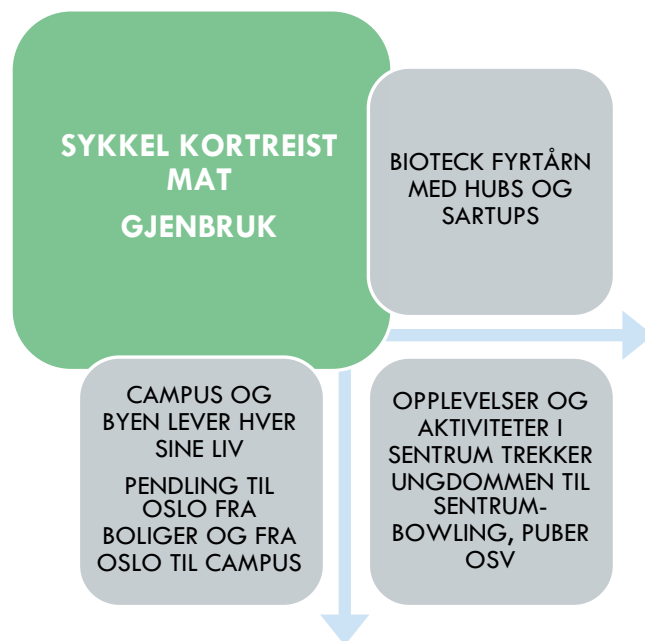 SYKKEL KORTREIST
MAT
GJENBRUK
BIOTECK FYRTÅRN
MED HUBS OG
SARTUPS
CAMPUS OG
BYEN LEVER HVER
SINE LIV
PENDLING TIL
OSLO FRA
BOLIGER OG FRA
OSLO TIL CAMPUS
OPPLEVELSER OG
AKTIVITETER I
SENTRUM TREKKER
UNGDOMMEN TIL
SENTRUM-
BOWLING, PUBER
OSV